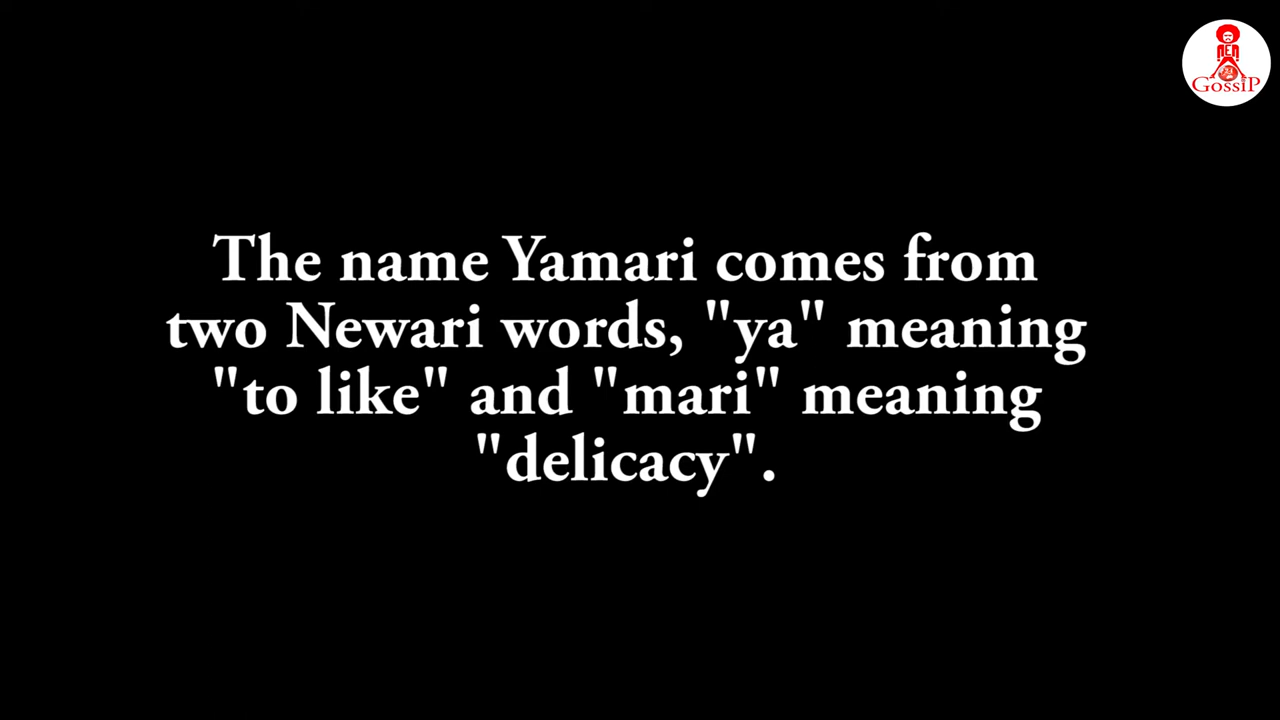 GossiP
The name Yamari comes from
two Newari words, "ya" meaning
"to like" and "mari" meaning
"delicacy".